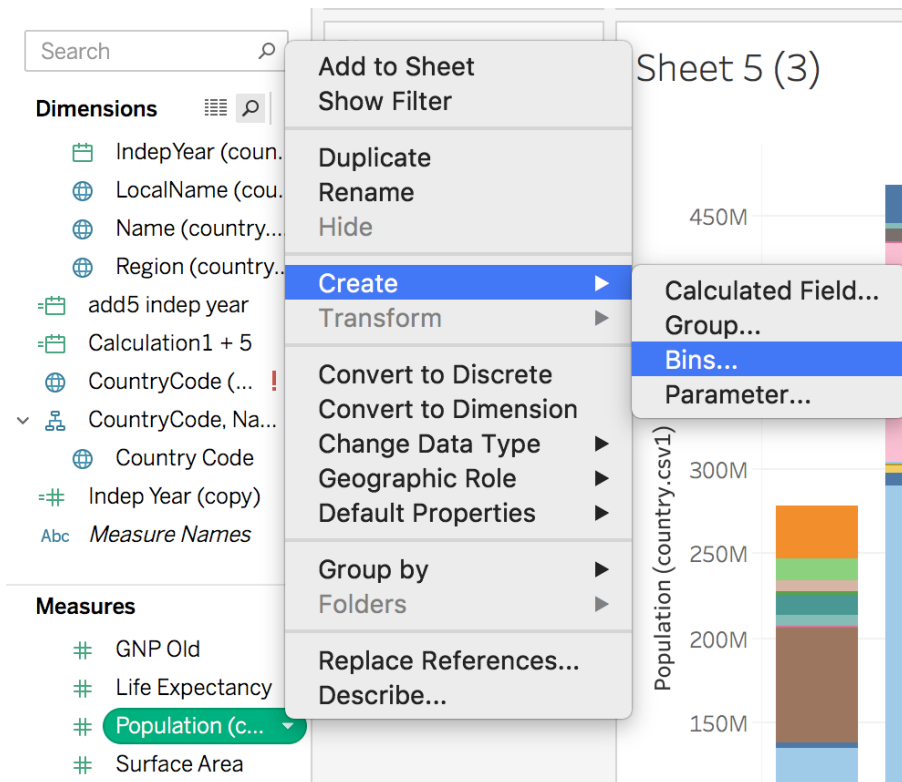 Search
Dimensions
IndepYear (coun...
LocalName (cou...
Name (country....
Region (country..
add5 indep year
Calculation1 + 5
CountryCode (... !
CountryCode, Na...
Country Code
Indep Year (copy)
Abc Measure Names
Measures
GNP Old
Life Expectancy
Population (c...
Surface Area
Add to Sheet
Show Filter
Duplicate
Rename
Hide
Create
Transform
Convert to Discrete
Convert to Dimension
Change Data Type
Geographic Role
Default Properties
Group by
Folders
Replace References...
Describe...
Calculated Field...
Group...
Bins...
Parameter...
Sheet 5 (3)
450M
300M
250M
200M
150M
Population (country.csv1)